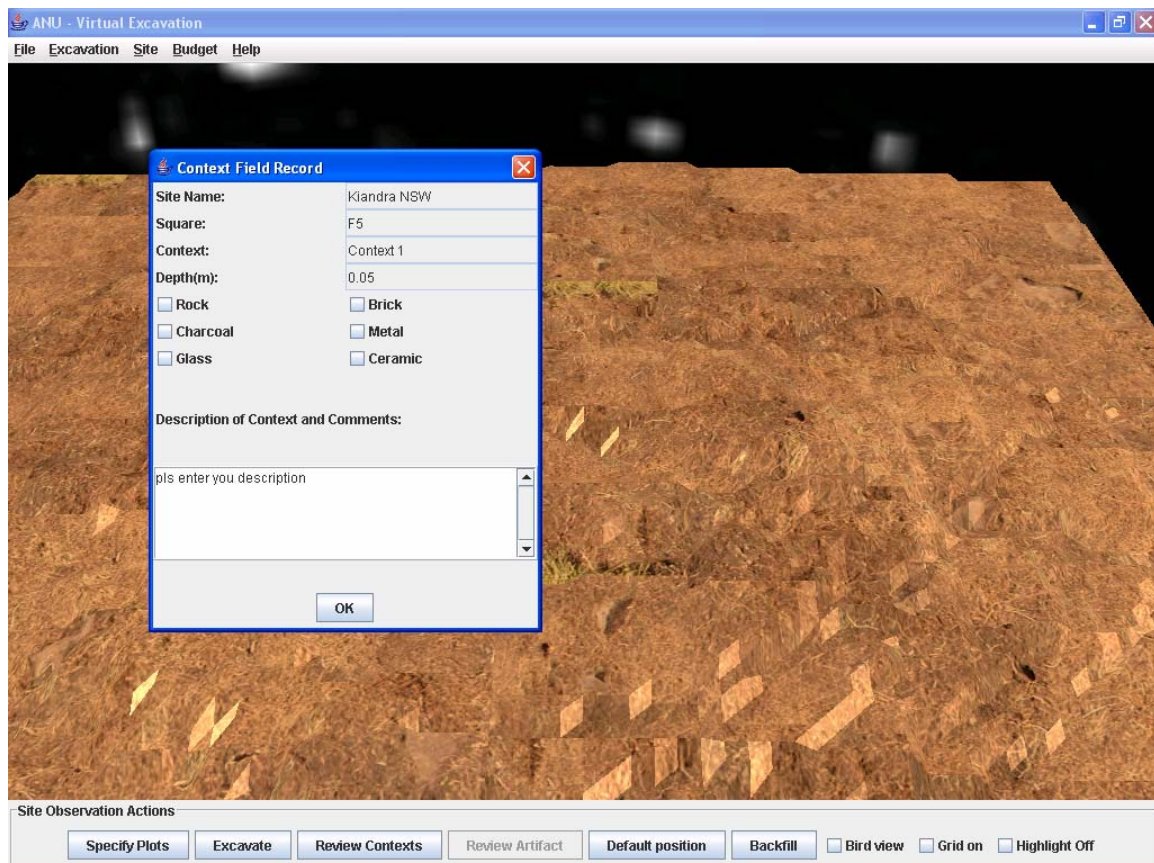 ANU - Virtual Excavation
File Excavation Site Budget Help
Context Field Record
Site Name: Kiandra NSW
Square: F5
Context: Context 1
Depth(m): 0.05
Rock Brick
Charcoal Metal
Glass Ceramic
Description of Context and Comments:
pls enter you description
OK
Site Observation Actions
Specify Plots Excavate Review Contexts Review Artifact Default position Backfill Bird view Grid on Highlight Off